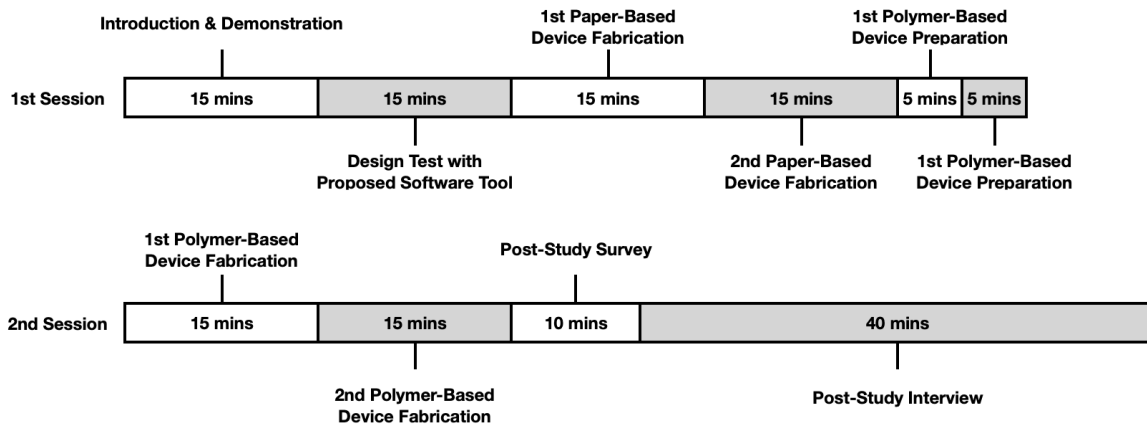 Introduction & Demonstration
1st Paper-Based
Device Fabrication
1st Polymer-Based
Device Preparation
1st Session
15 mins
15 mins
15 mins
15 mins
5 mins
5 mins
Design Test with
Proposed Software Tool
2nd Paper-Based
Device Fabrication
1st Polymer-Based
Device Preparation
1st Polymer-Based
Device Fabrication
Post-Study Survey
2nd Session
15 mins
15 mins
10 mins
40 mins
2nd Polymer-Based
Device Fabrication
Post-Study Interview